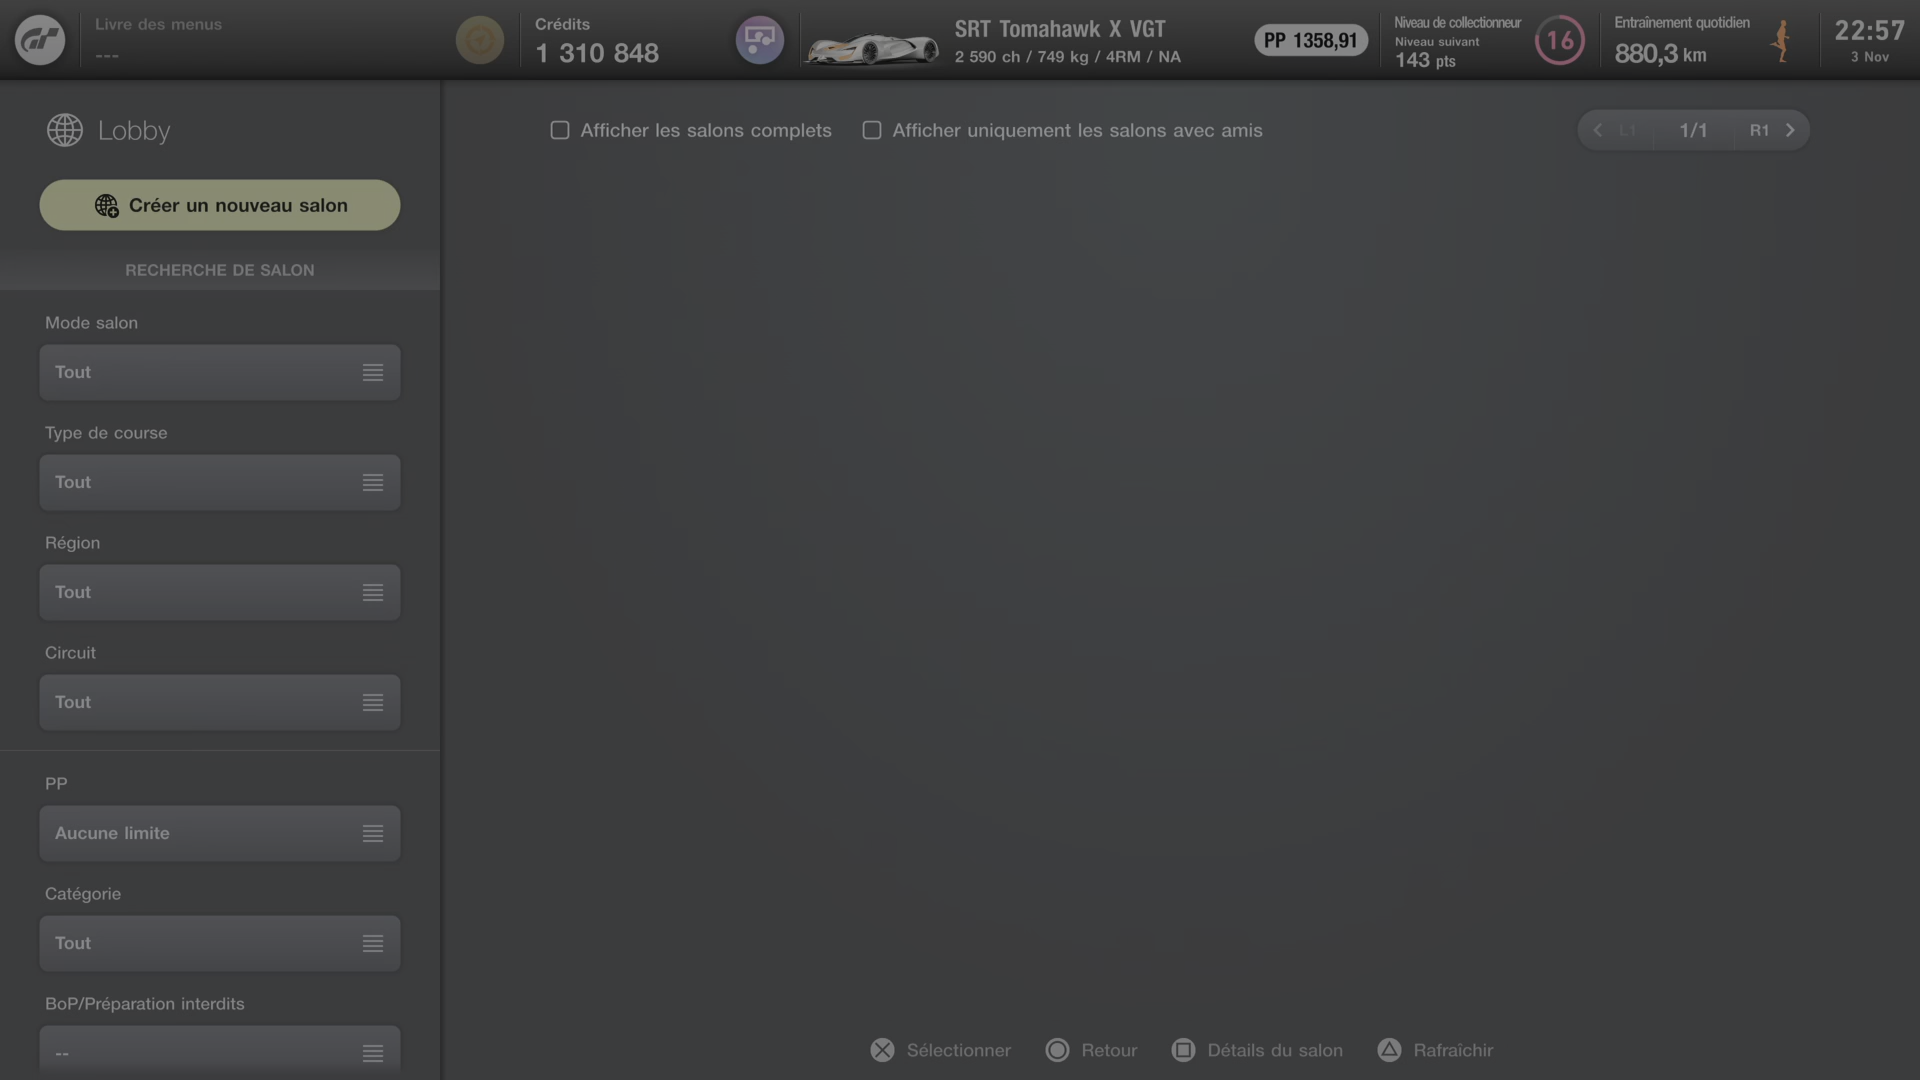 Livre des menus
---
Crédits
1 310 848
SRT Tomahawk X VGT
2 590 ch / 749 kg / 4RM / NA
PP 1358,91
Niveau de collectionneur
Niveau suivant
143 pts
16
Entraînement quotidien
880,3 km
22:57
3 Nov
Lobby
Créer un nouveau salon
RECHERCHE DE SALON
Mode salon
Tout
Type de course
Tout
Région
Tout
Circuit
Tout
PP
Aucune limite
Catégorie
Tout
BoP/Préparation interdits
--
Afficher les salons complets
Afficher uniquement les salons avec amis
L1 1/1 R1
Sélectionner Retour Détails du salon Rafraîchir